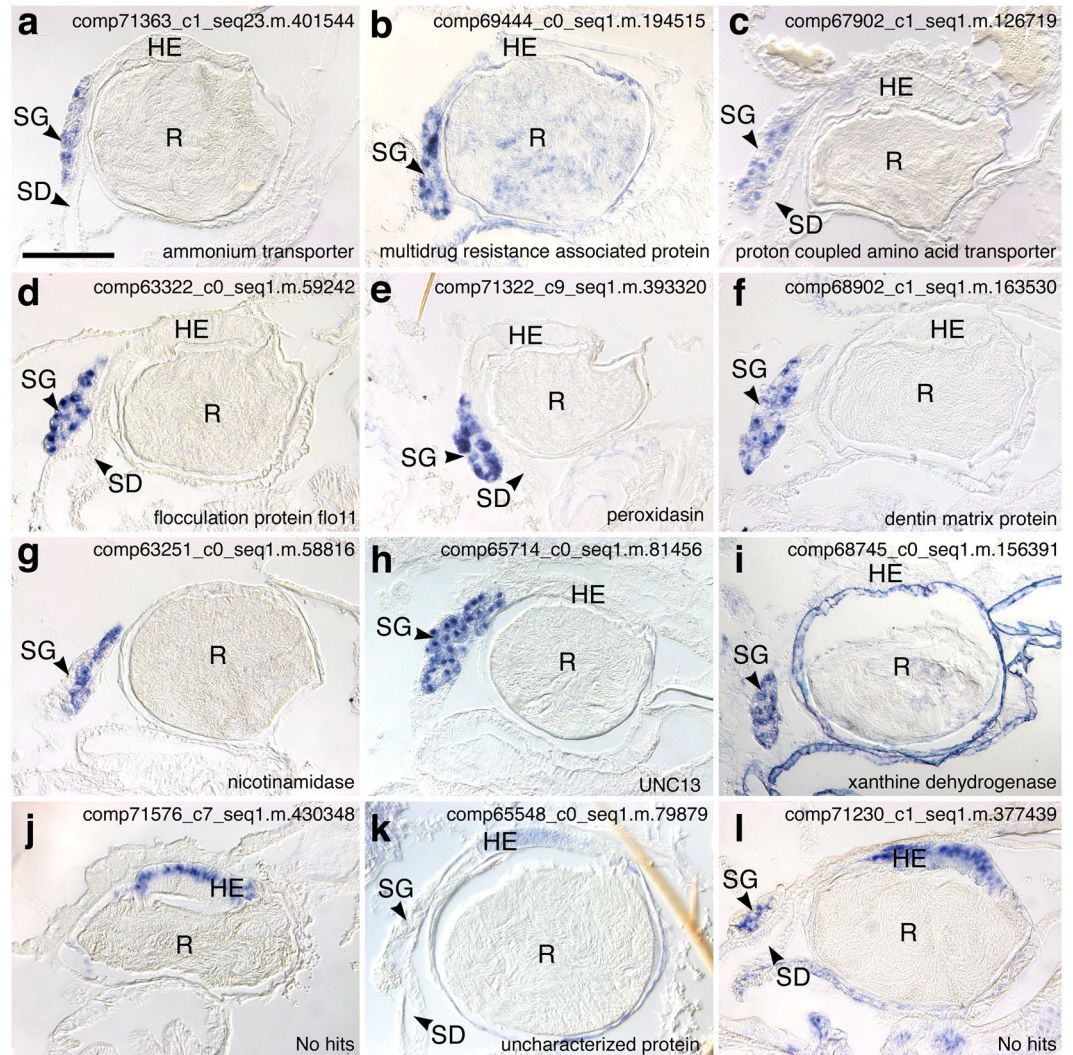 a comp71363_c1_seq23.m.401544
HE
SG
R
SD
ammonium transporter
b comp69444_c0_seq1.m.194515
HE
R
SG
multidrug resistance associated protein
c comp67902_c1_seq1.m.126719
HE
SG
R
SD
proton coupled amino acid transporter
d comp63322_c0_seq1.m.59242
HE
SG
R
SD
flocculation protein flo11
e comp71322_c9_seq1.m.393320
HE
R
SG
SD
peroxidasin
f comp68902_c1_seq1.m.163530
HE
SG
R
dentin matrix protein
g comp63251_c0_seq1.m.58816
SG
R
nicotinamidase
h comp65714_c0_seq1.m.81456
HE
SG
R
UNC13
i comp68745_c0_seq1.m.156391
HE
SG
R
xanthine dehydrogenase
j comp71576_c7_seq1.m.430348
HE
R
No hits
k comp65548_c0_seq1.m.79879
HE
SG
R
SD
uncharacterized protein
l comp71230_c1_seq1.m.377439
HE
SG
R
SD
No hits